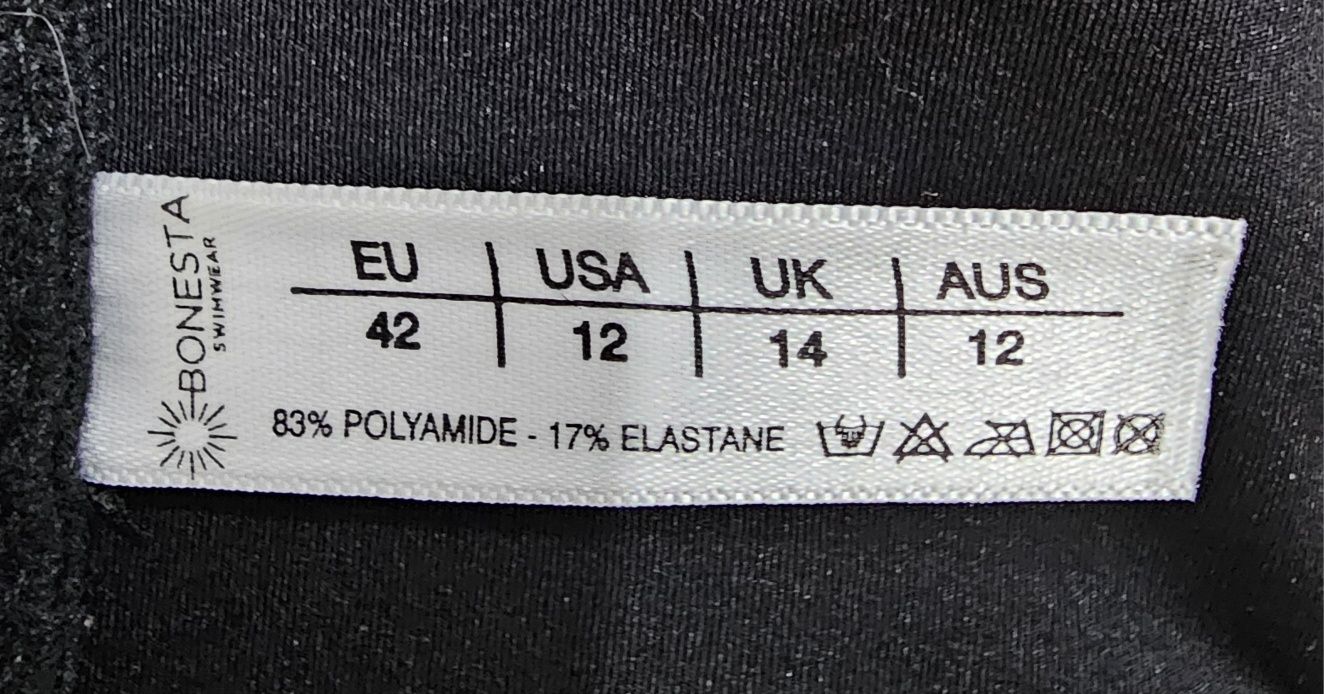 BONESTA
SWIMWEAR
EU USA UK AUS
42 12 14 12
83% POLYAMIDE - 17% ELASTANE